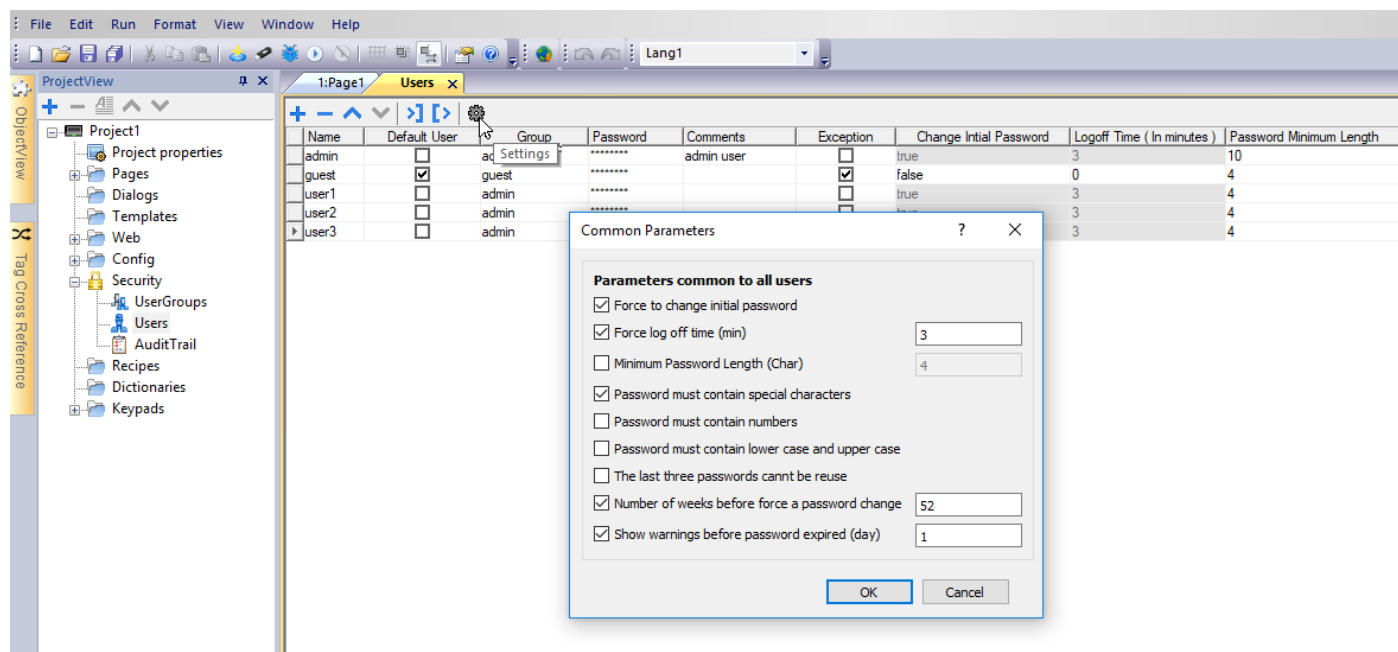 File Edit Run Format View Window Help
Lang1
ObjectView
Tag Cross Reference
ProjectView
Project1
Project properties
Pages
Dialogs
Templates
Web
Config
Security
UserGroups
Users
AuditTrail
Recipes
Dictionaries
Keypads
1:Page1 Users
Settings
Name Default User Group Password Comments Exception Change Intial Password Logoff Time ( In minutes ) Password Minimum Length
admin ******** admin user true 3 10
guest guest ******** false 0 4
user1 admin ******** true 3 4
user2 admin ******** 3 4
user3 admin 3 4
Common Parameters ?
Parameters common to all users
Force to change initial password
Force log off time (min) 3
Minimum Password Length (Char) 4
Password must contain special characters
Password must contain numbers
Password must contain lower case and upper case
The last three passwords cannt be reuse
Number of weeks before force a password change 52
Show warnings before password expired (day) 1
OK Cancel